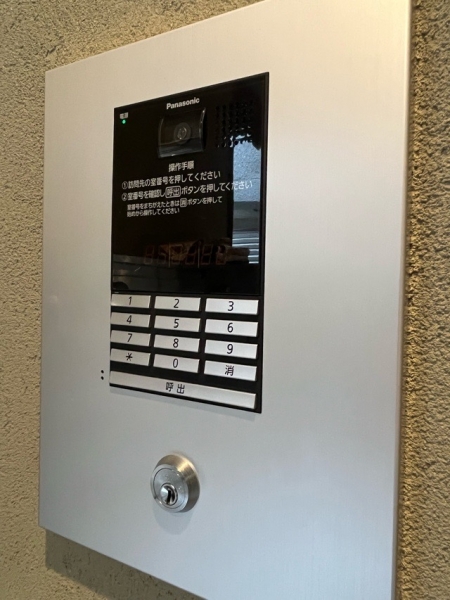 Panasonic
電源
操作手順
①訪問先の室番号を押してください
②室番号を確認し呼出ボタンを押してください
室番号をまちがえたときは消ボタンを押して
始めから操作してください
1 2 3
4 5 6
7 8 9
* 0 消
呼出